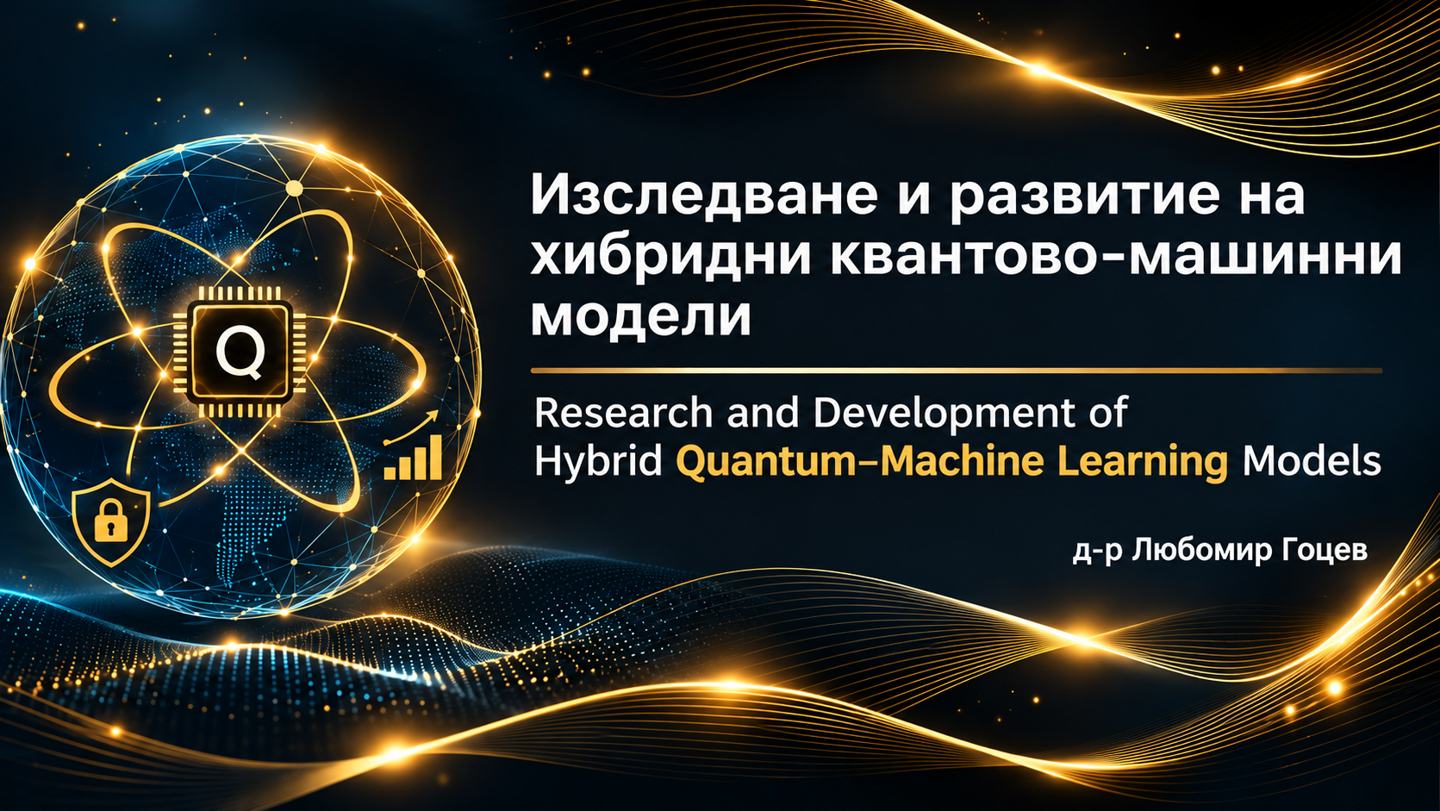 Q
Изследване и развитие на
хибридни квантово-машинни
модели
Research and Development of
Hybrid Quantum–Machine Learning Models
д-р Любомир Гоцев